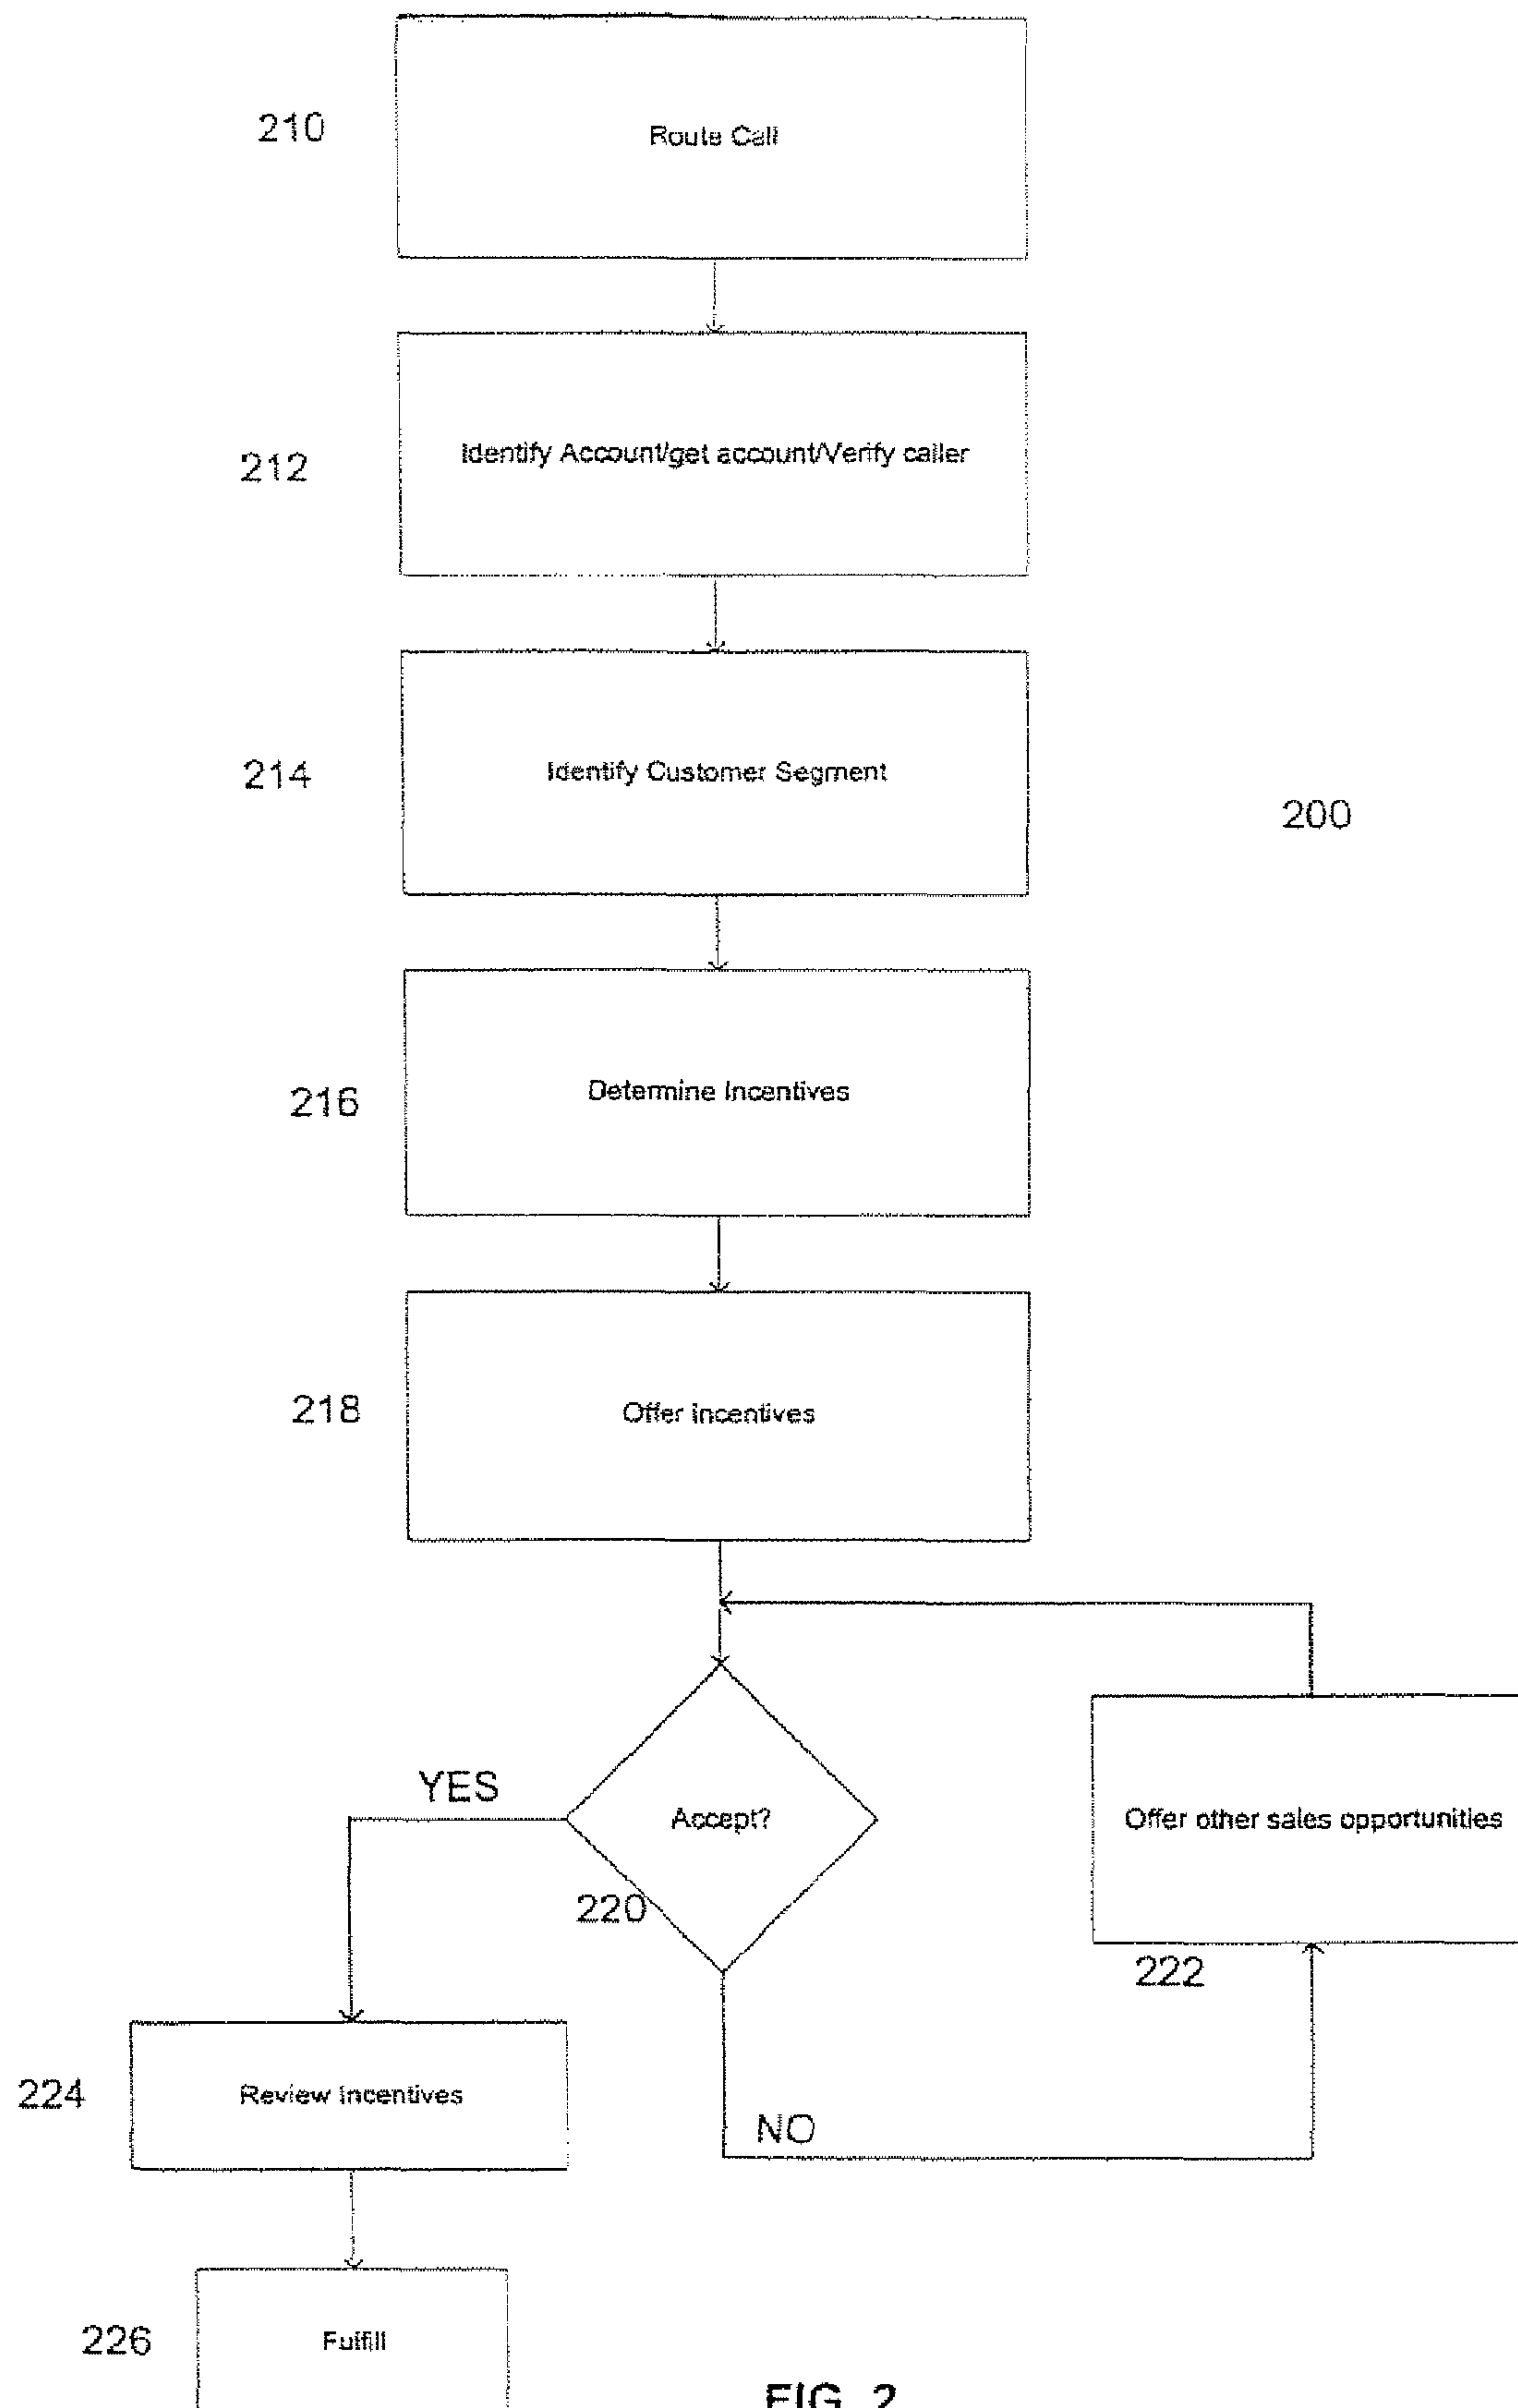 210
Route Call
212
Identify Account/get account/Verify caller
214
Identify Customer Segment
200
216
Determine Incentives
218
Offer incentives
YES
Accept?
Offer other sales opportunities
220
222
224
Review Incentives
NO
226
Fulfill
FIG. 2